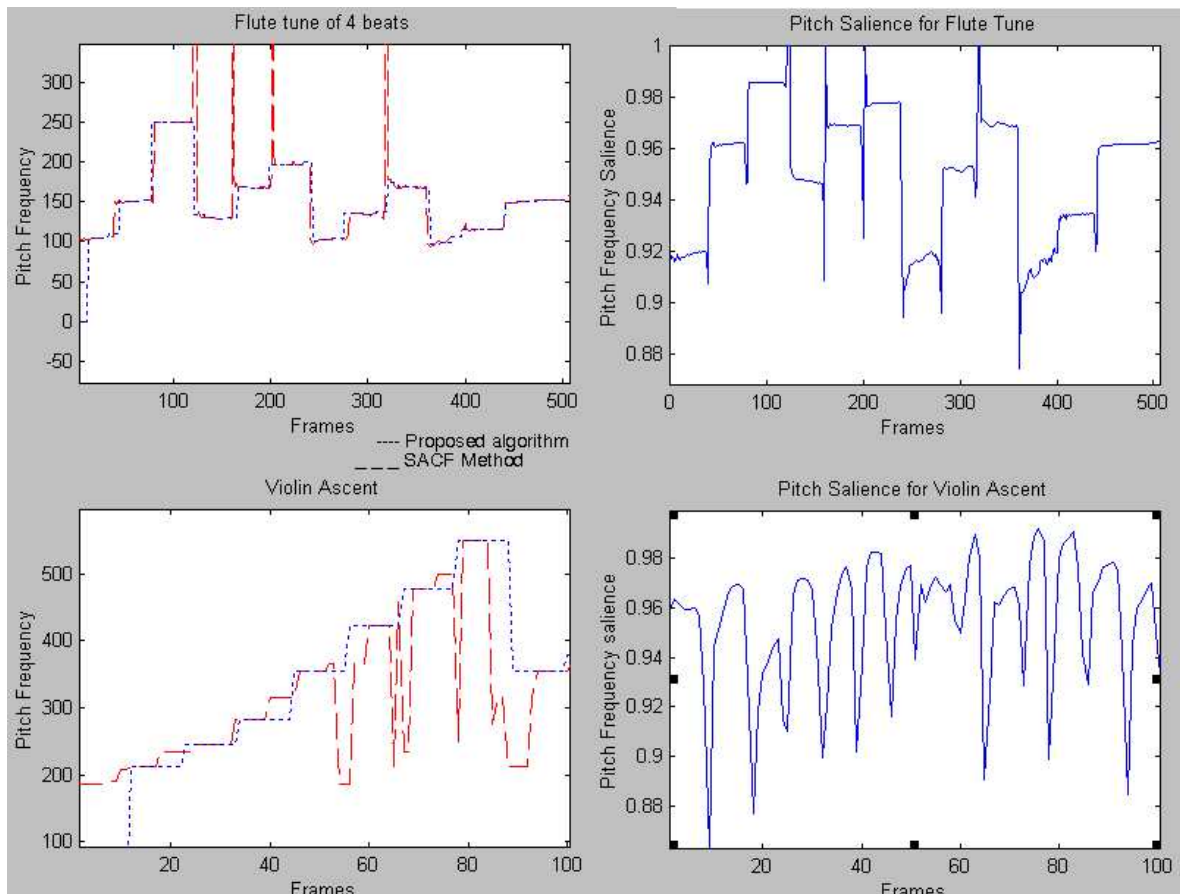 Flute tune of 4 beats
Pitch Frequency
350
300
250
200
150
100
50
0
-50
100 200 300 400 500
Frames
Pitch Salience for Flute Tune
Pitch Frequency Salience
1
0.98
0.96
0.94
0.92
0.9
0.88
0 100 200 300 400 500
Frames
---- Proposed algorithm
_ _ _ SACF Method
Violin Ascent
Pitch Frequency
500
400
300
200
100
20 40 60 80 100
Frames
Pitch Salience for Violin Ascent
Pitch Frequency salience
0.98
0.96
0.94
0.92
0.9
0.88
20 40 60 80 100
Frames